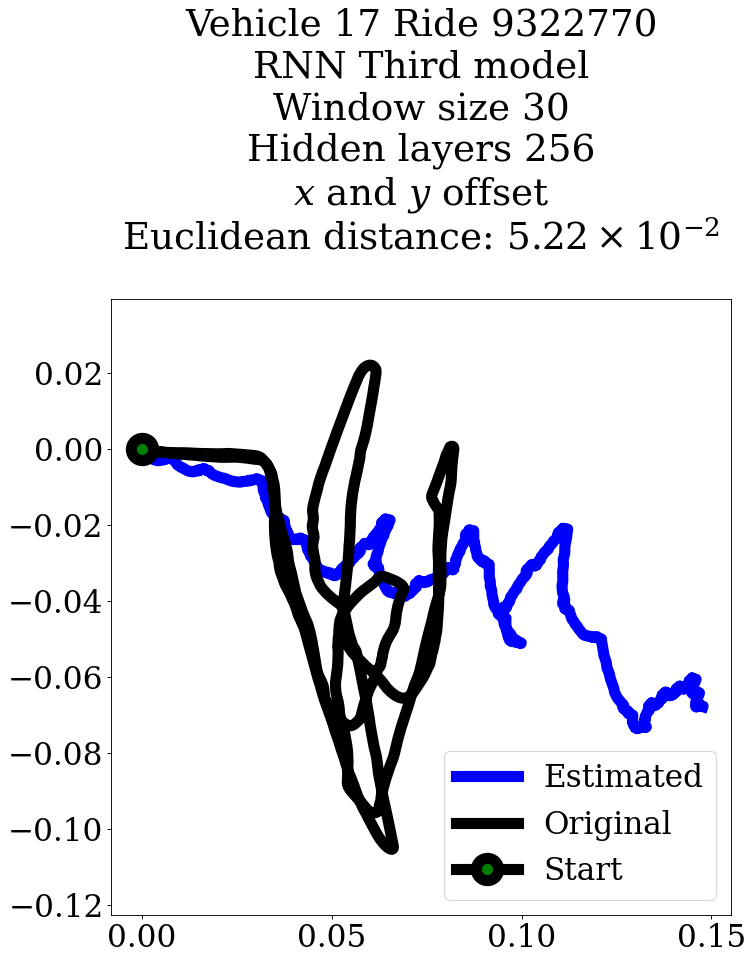 Vehicle 17 Ride 9322770
RNN Third model
Window size 30
Hidden layers 256
x and y offset
Euclidean distance: 5.22 × 10⁻²
0.02
0.00
−0.02
−0.04
−0.06
−0.08
−0.10
−0.12
Estimated
Original
Start
0.00 0.05 0.10 0.15